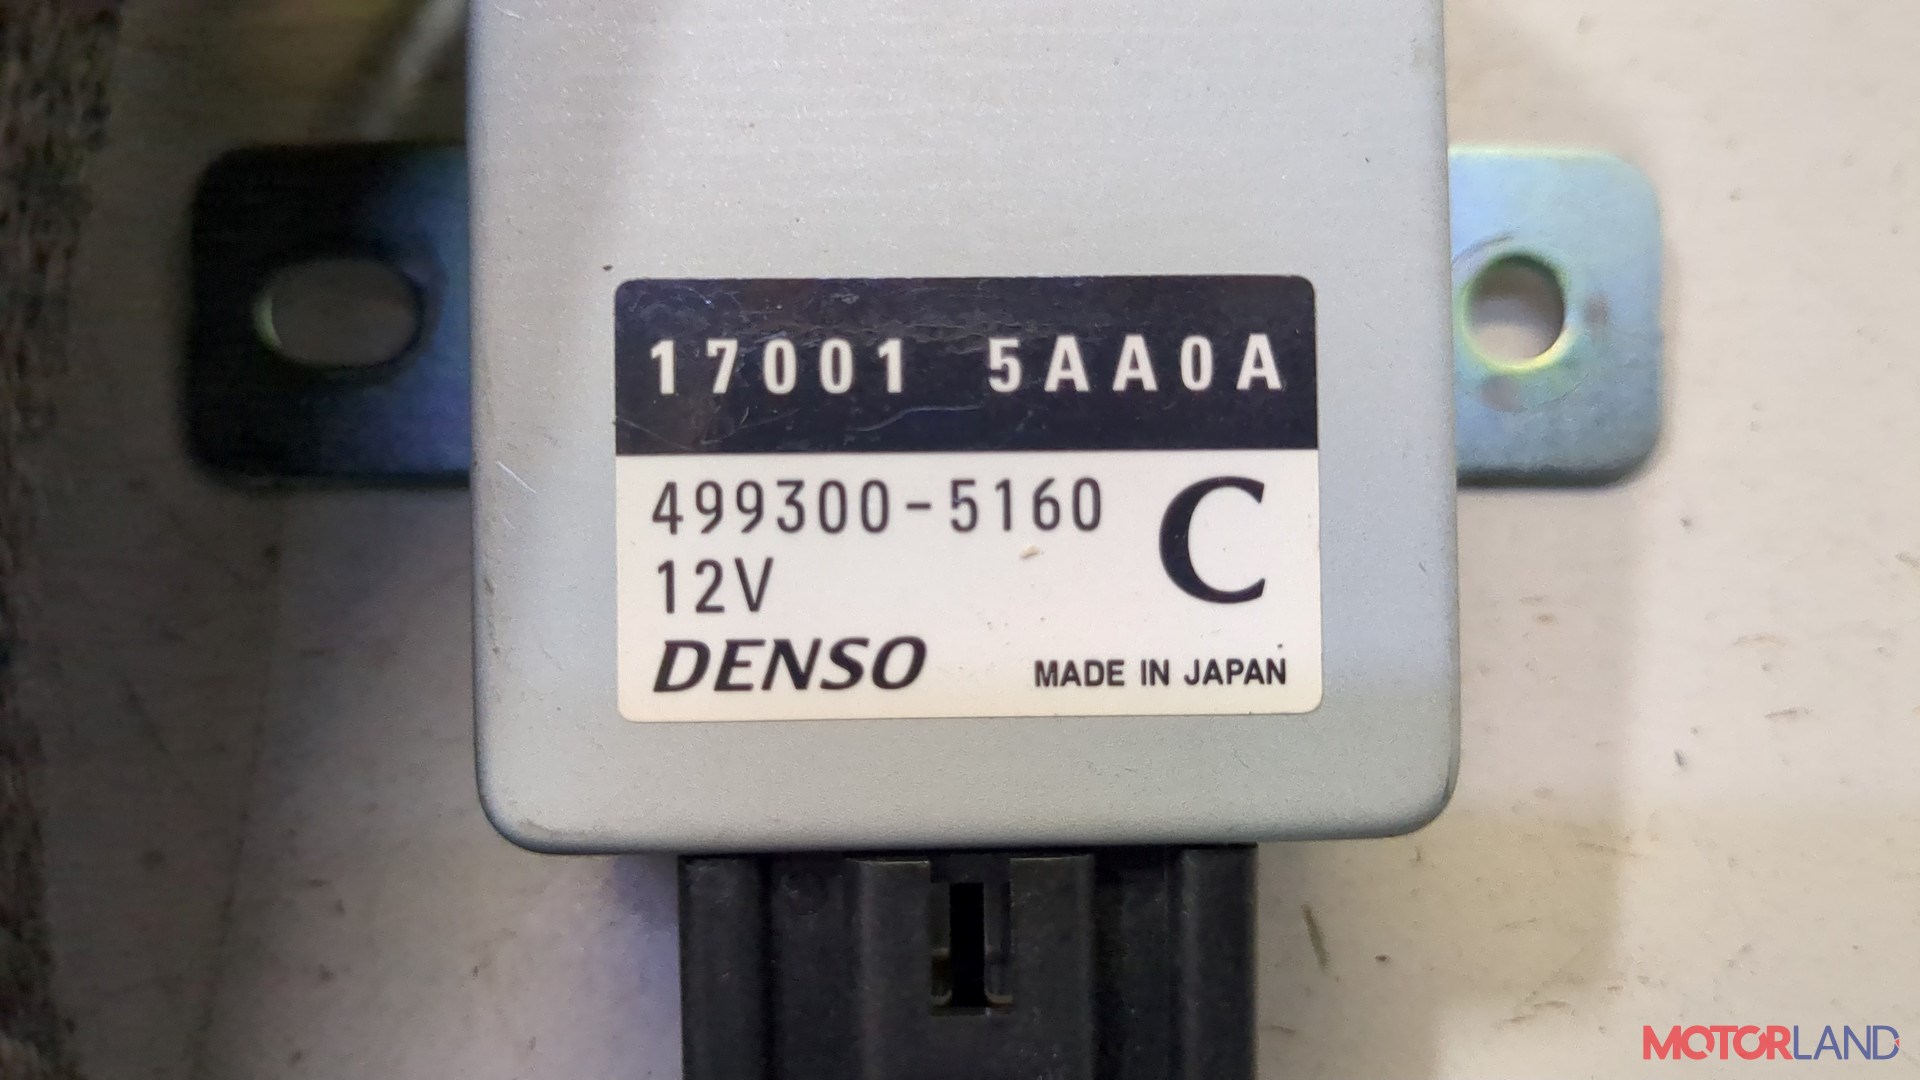 17001 5AA0A
499300-5160 C
12V
DENSO MADE IN JAPAN
MOTORLAND